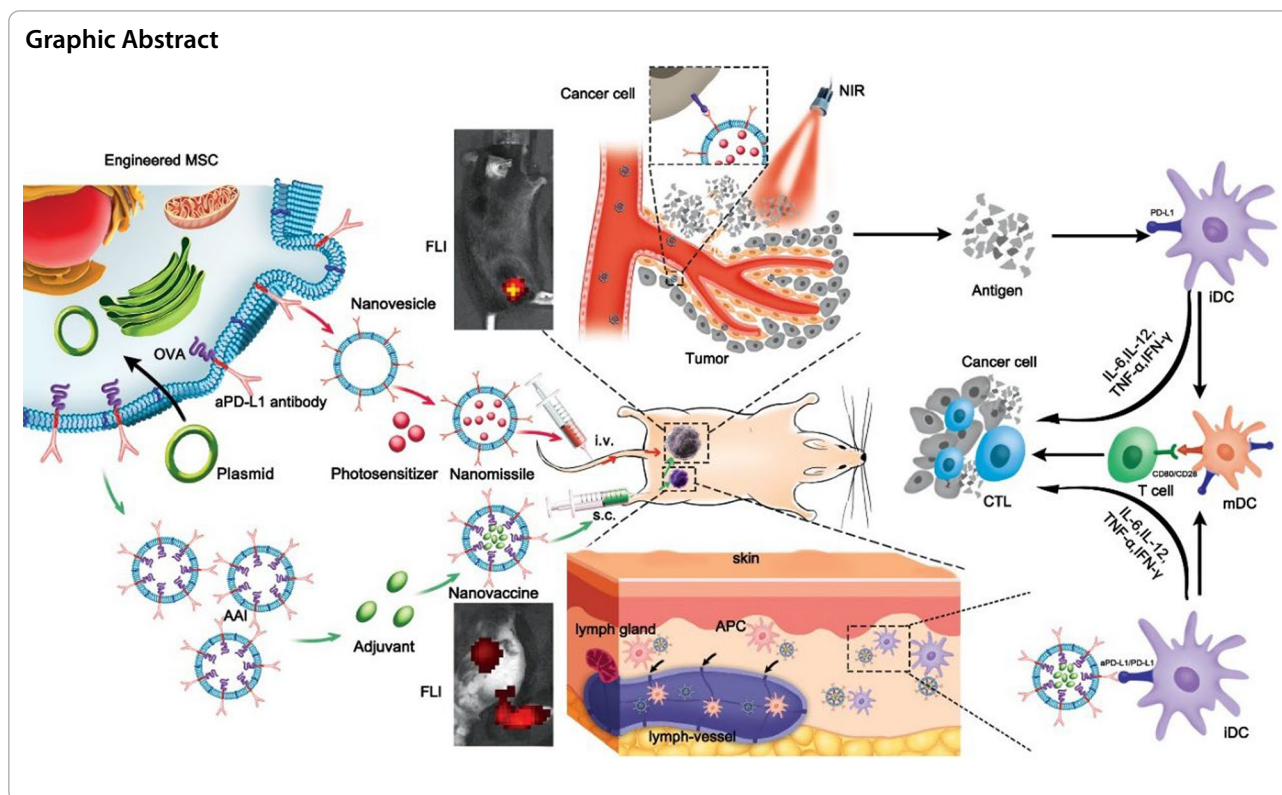 Graphic Abstract
Engineered MSC
OVA
aPD-L1 antibody
Plasmid
Nanovesicle
Photosensitizer
Nanomissile
i.v.
s.c.
AAI
Adjuvant
Nanovaccine
FLI
FLI
Cancer cell
NIR
Tumor
Antigen
PD-L1
iDC
IL-6,IL-12,
TNF-α,IFN-γ
Cancer cell
CTL
T cell
CD80/CD28
mDC
IL-6,IL-12,
TNF-α,IFN-γ
skin
lymph gland
APC
lymph-vessel
aPD-L1/PD-L1
iDC